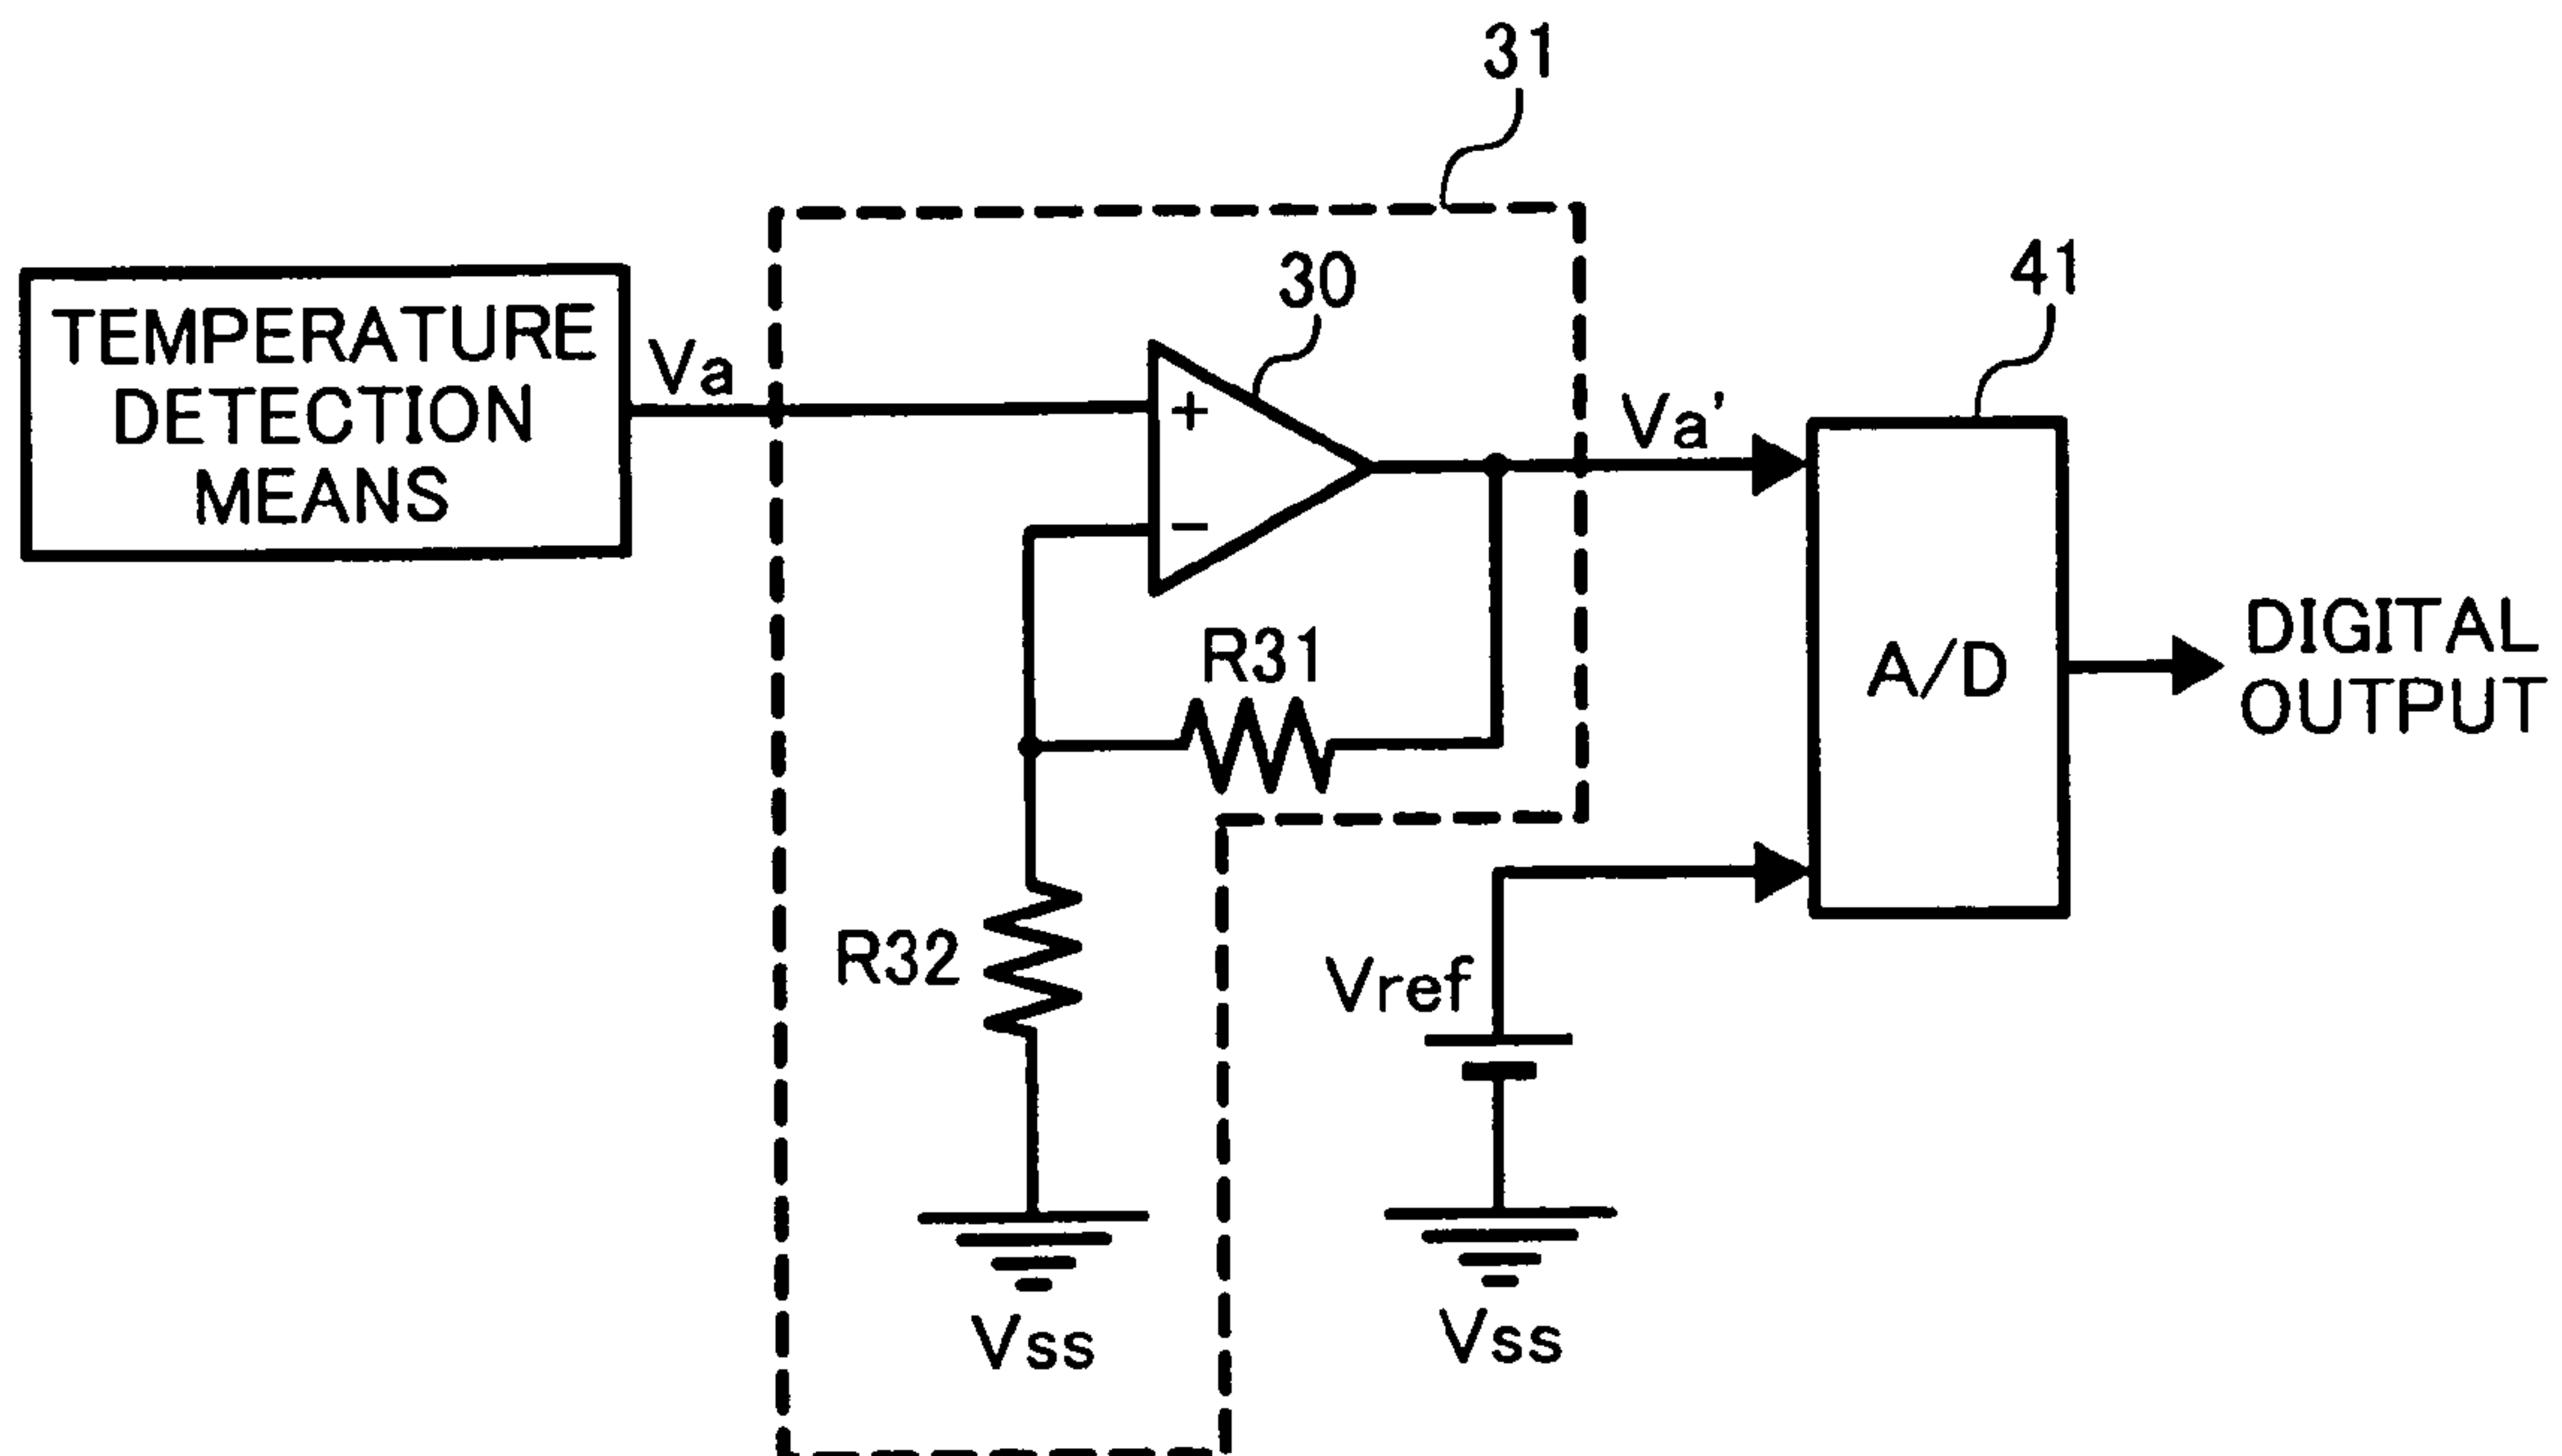 31
30
41
TEMPERATURE
DETECTION
MEANS
Va
+
−
Va'
R31
A/D
DIGITAL
OUTPUT
R32
Vref
Vss
Vss